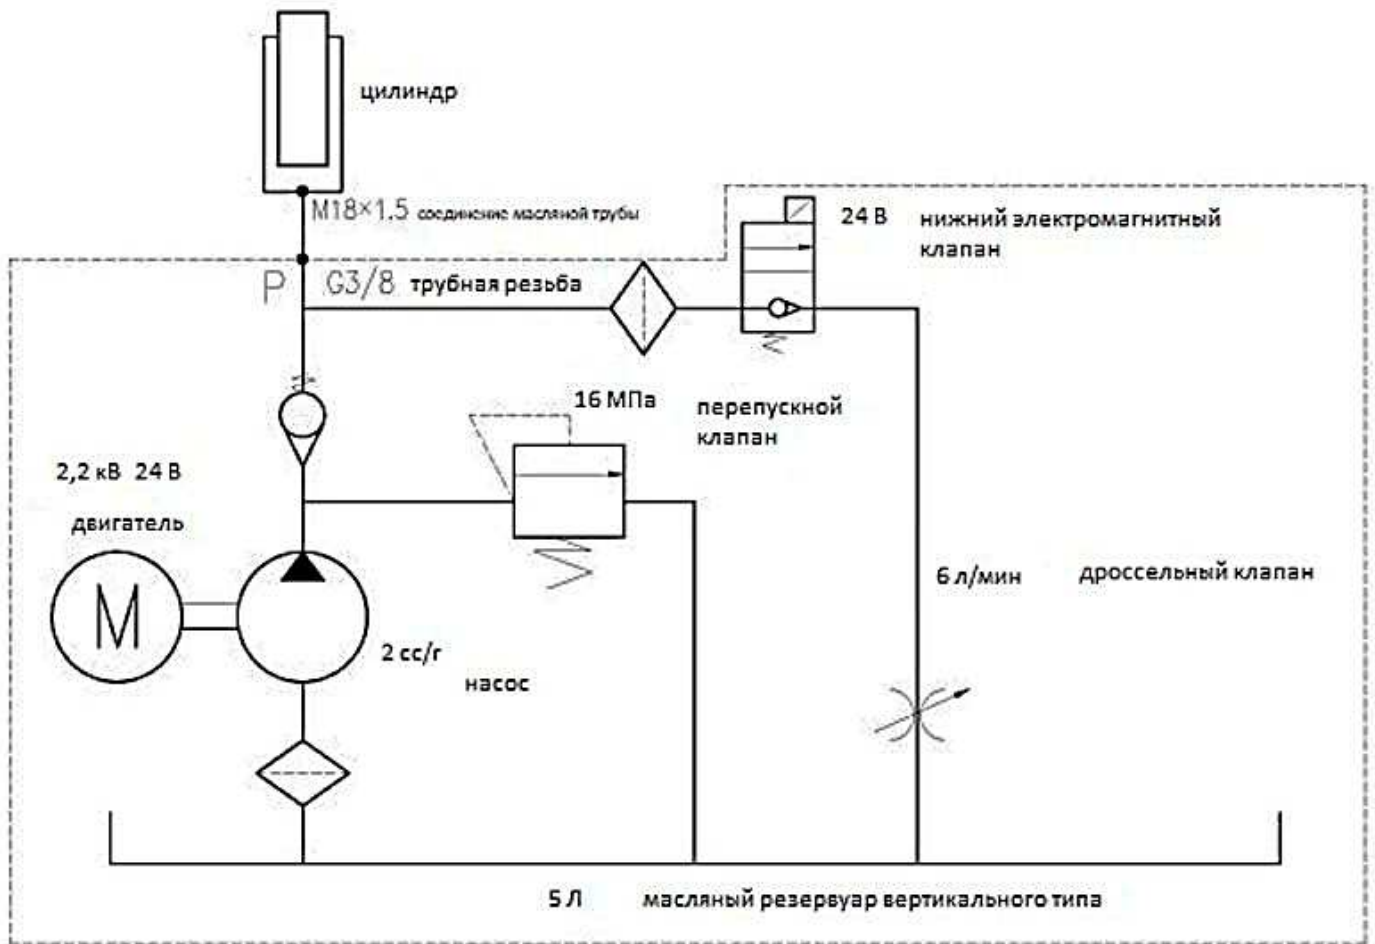 цилиндр
M18×1.5 соединение масляной трубы
24 В
нижний электромагнитный
клапан
P
G3/8 трубная резьба
16 МПа
перепускной
клапан
2,2 кВ 24 В
двигатель
M
2 сс/г
насос
6 л/мин
дроссельный клапан
5 Л
масляный резервуар вертикального типа